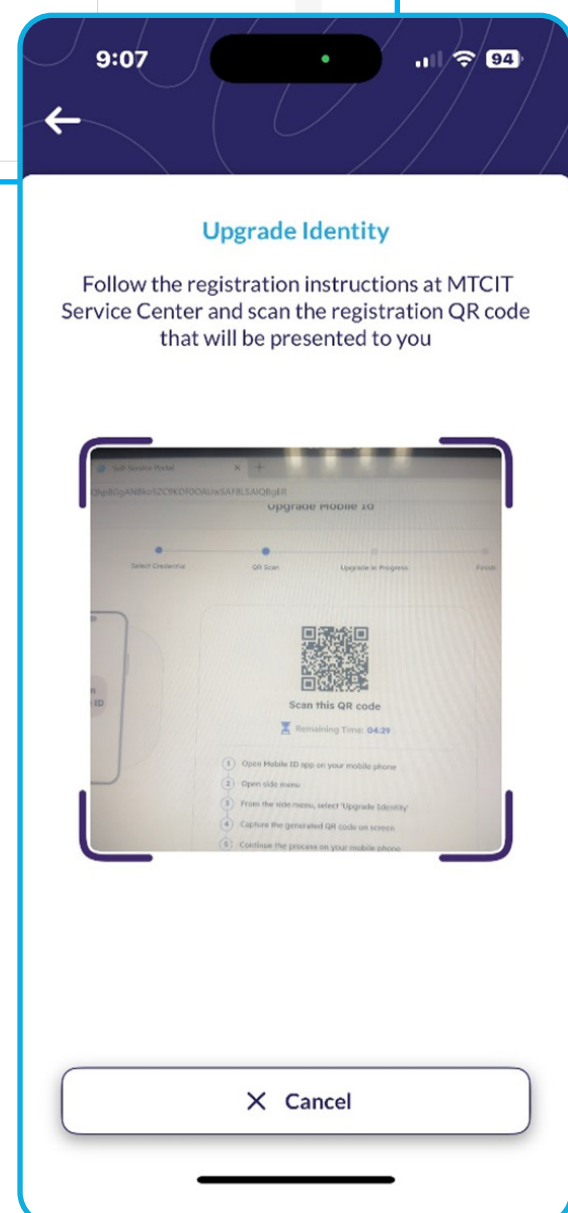 9:07
94
Upgrade Identity
Follow the registration instructions at MTCIT
Service Center and scan the registration QR code
that will be presented to you
Self-Service Portal
Upgrade Mobile ID
Select Credential
QR Scan
Upgrade in Progress
Finish
ID
Scan this QR code
Remaining Time: 04:29
1 Open Mobile ID app on your mobile phone
2 Open side menu
3 From the side menu, select 'Upgrade Identity'
4 Capture the generated QR code on screen
5 Continue the process on your mobile phone
Cancel